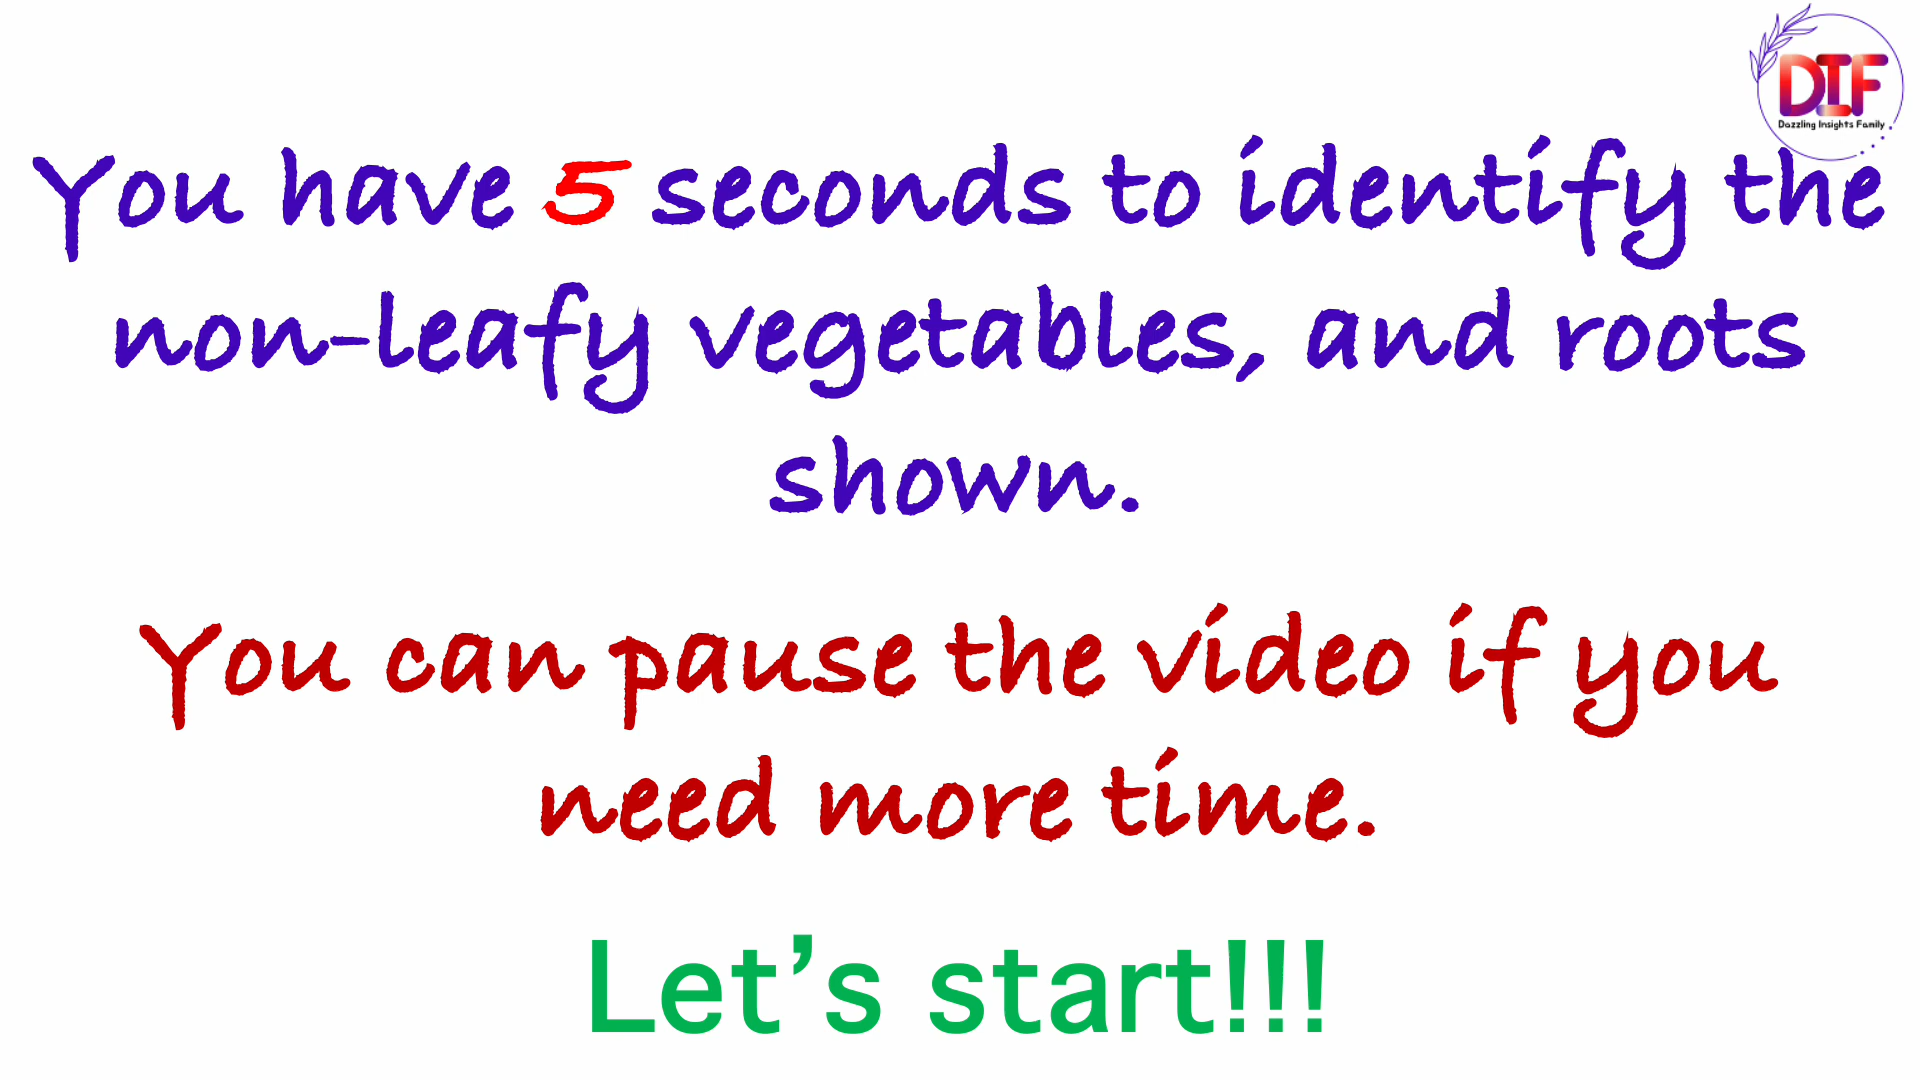 DIF
Dazzling Insights Family
You have 5 seconds to identify the
non-leafy vegetables, and roots
shown.
You can pause the video if you
need more time.
Let's start!!!